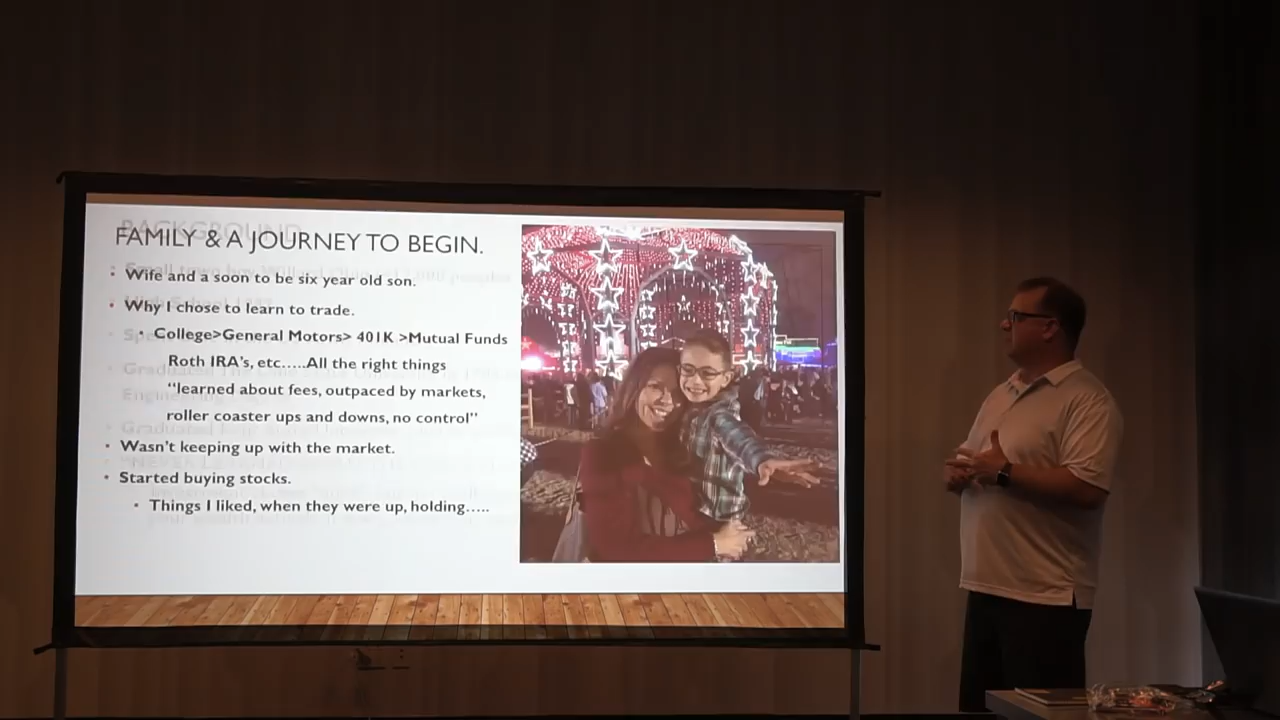 BACKGROUND
FAMILY & A JOURNEY TO BEGIN.
Wife and a soon to be six year old son.
Why I chose to learn to trade.
College>General Motors> 401K >Mutual Funds
Roth IRA's, etc.....All the right things
"learned about fees, outpaced by markets,
roller coaster ups and downs, no control"
Wasn't keeping up with the market.
Started buying stocks.
Things I liked, when they were up, holding.....